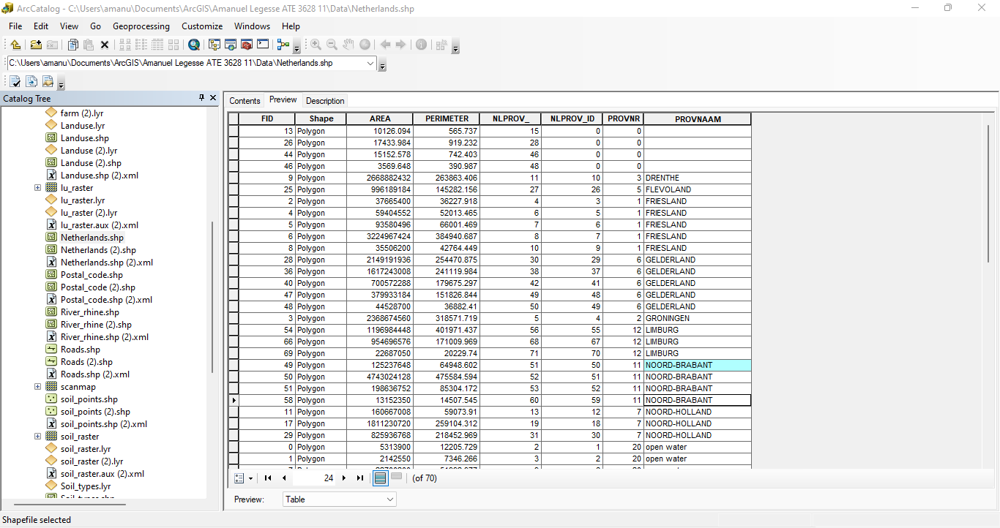 ArcCatalog - C:\Users\amanu\Documents\ArcGIS\Amanuel Legesse ATE 3628 11\Data\Netherlands.shp
File Edit View Go Geoprocessing Customize Windows Help
C:\Users\amanu\Documents\ArcGIS\Amanuel Legesse ATE 3628 11\Data\Netherlands.shp
Catalog Tree
farm (2).lyr
Landuse.lyr
Landuse.shp
Landuse (2).lyr
Landuse (2).shp
Landuse.shp (2).xml
lu_raster
lu_raster.lyr
lu_raster (2).lyr
lu_raster.aux (2).xml
Netherlands.shp
Netherlands (2).shp
Netherlands.shp (2).xml
Postal_code.shp
Postal_code (2).shp
Postal_code.shp (2).xml
River_rhine.shp
River_rhine (2).shp
River_rhine.shp (2).xml
Roads.shp
Roads (2).shp
Roads.shp (2).xml
scanmap
soil_points.shp
soil_points (2).shp
soil_points.shp (2).xml
soil_raster
soil_raster.lyr
soil_raster (2).lyr
soil_raster.aux (2).xml
Soil_types.lyr
Contents Preview Description
FID Shape AREA PERIMETER NLPROV_ NLPROV_ID PROVNR PROVNAAM
13 Polygon 10126.094 565.737 15 0 0
26 Polygon 17433.984 919.232 28 0 0
44 Polygon 15152.578 742.403 46 0 0
46 Polygon 3569.648 390.987 48 0 0
9 Polygon 2668882432 263863.406 11 10 3 DRENTHE
25 Polygon 996189184 145282.156 27 26 5 FLEVOLAND
2 Polygon 37665400 36227.918 4 3 1 FRIESLAND
4 Polygon 59404552 52013.465 6 5 1 FRIESLAND
5 Polygon 93580496 66001.469 7 6 1 FRIESLAND
6 Polygon 3224967424 384940.687 8 7 1 FRIESLAND
8 Polygon 35506200 42764.449 10 9 1 FRIESLAND
28 Polygon 2149191936 254470.875 30 29 6 GELDERLAND
36 Polygon 1617243008 241119.984 38 37 6 GELDERLAND
40 Polygon 700572288 179675.297 42 41 6 GELDERLAND
47 Polygon 379933184 151826.844 49 48 6 GELDERLAND
48 Polygon 44528700 36882.41 50 49 6 GELDERLAND
3 Polygon 2368674560 318571.719 5 4 2 GRONINGEN
54 Polygon 1196984448 401971.437 56 55 12 LIMBURG
66 Polygon 954696576 171009.969 68 67 12 LIMBURG
69 Polygon 22687050 20229.74 71 70 12 LIMBURG
49 Polygon 125237648 64948.602 51 50 11 NOORD-BRABANT
50 Polygon 4743024128 475584.594 52 51 11 NOORD-BRABANT
51 Polygon 198636752 85304.172 53 52 11 NOORD-BRABANT
58 Polygon 13152350 14507.545 60 59 11 NOORD-BRABANT
11 Polygon 160667008 59073.91 13 12 7 NOORD-HOLLAND
17 Polygon 1811230720 259104.312 19 18 7 NOORD-HOLLAND
29 Polygon 825936768 218452.969 31 30 7 NOORD-HOLLAND
0 Polygon 5313900 12205.729 2 1 20 open water
1 Polygon 2142550 7346.266 3 2 20 open water
24 (of 70)
Preview: Table
Shapefile selected